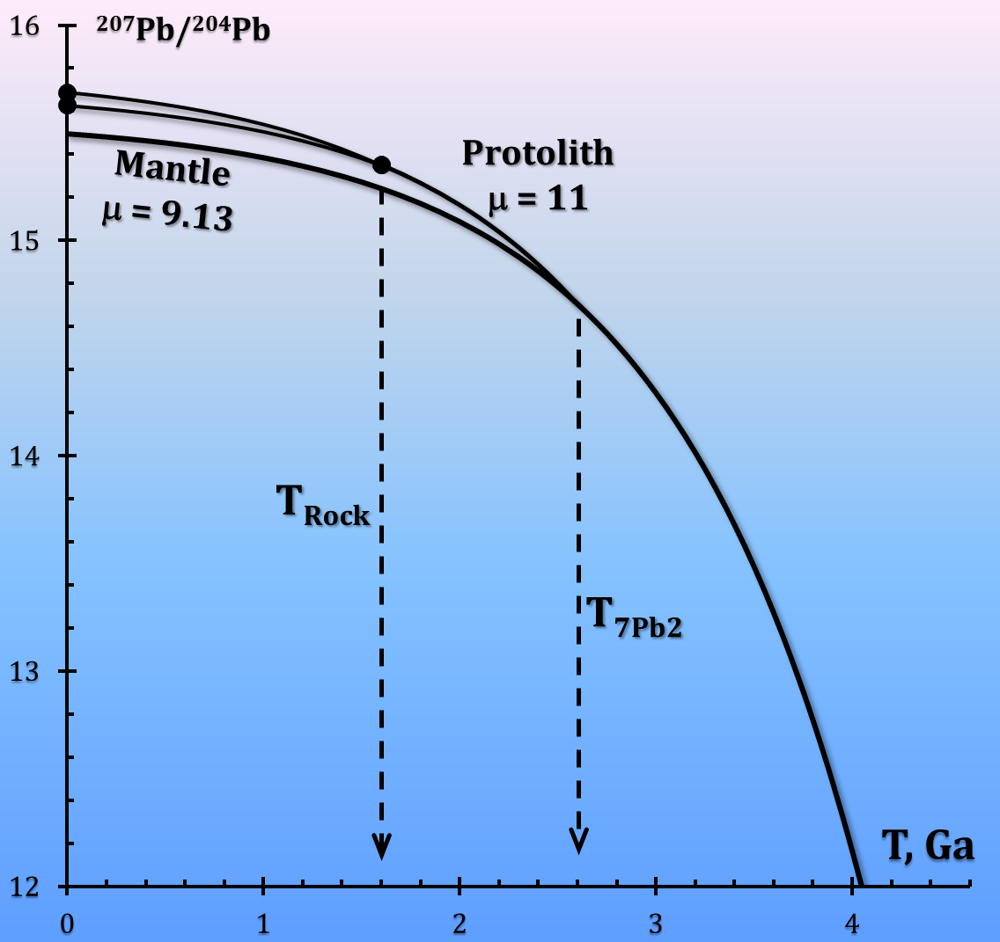 16
²⁰⁷Pb/²⁰⁴Pb
Protolith
μ = 11
Mantle
μ = 9.13
15
14
T_Rock
T_7Pb2
13
T, Ga
12
0 1 2 3 4